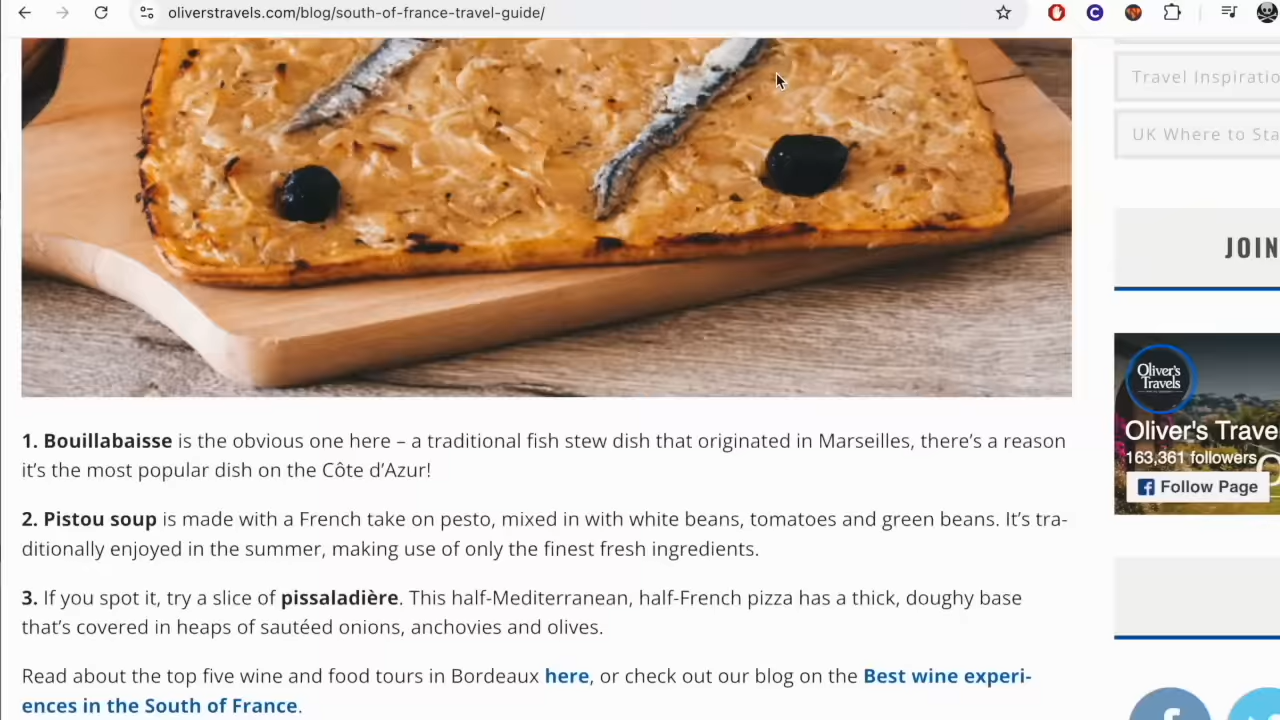 oliverstravels.com/blog/south-of-france-travel-guide/
Travel Inspiratio
UK Where to Sta
JOIN
Oliver's
Travels
Oliver's Trave
163,361 followers
Follow Page
1. Bouillabaisse is the obvious one here – a traditional fish stew dish that originated in Marseilles, there's a reason
it's the most popular dish on the Côte d'Azur!
2. Pistou soup is made with a French take on pesto, mixed in with white beans, tomatoes and green beans. It's tra-
ditionally enjoyed in the summer, making use of only the finest fresh ingredients.
3. If you spot it, try a slice of pissaladière. This half-Mediterranean, half-French pizza has a thick, doughy base
that's covered in heaps of sautéed onions, anchovies and olives.
Read about the top five wine and food tours in Bordeaux here, or check out our blog on the Best wine experi-
ences in the South of France.